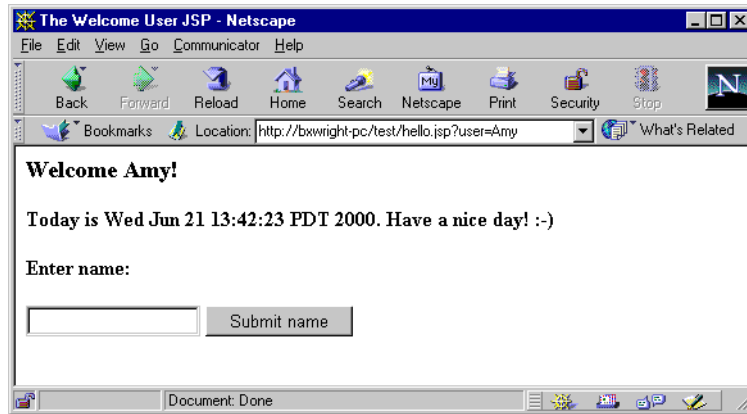 The Welcome User JSP - Netscape
File Edit View Go Communicator Help
Back Forward Reload Home Search My Netscape Print Security Stop N
Bookmarks Location: http://bxwright-pc/test/hello.jsp?user=Amy What's Related
Welcome Amy!
Today is Wed Jun 21 13:42:23 PDT 2000. Have a nice day! :-)
Enter name:
Submit name
Document: Done